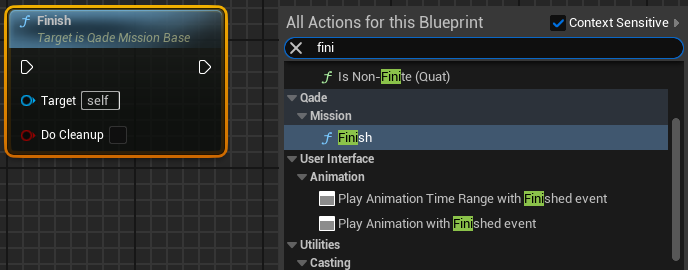 f Finish
Target is Qade Mission Base
Target self
Do Cleanup
All Actions for this Blueprint
Context Sensitive
fini
f Is Non-Finite (Quat)
Qade
Mission
f Finish
User Interface
Animation
Play Animation Time Range with Finished event
Play Animation with Finished event
Utilities
Casting